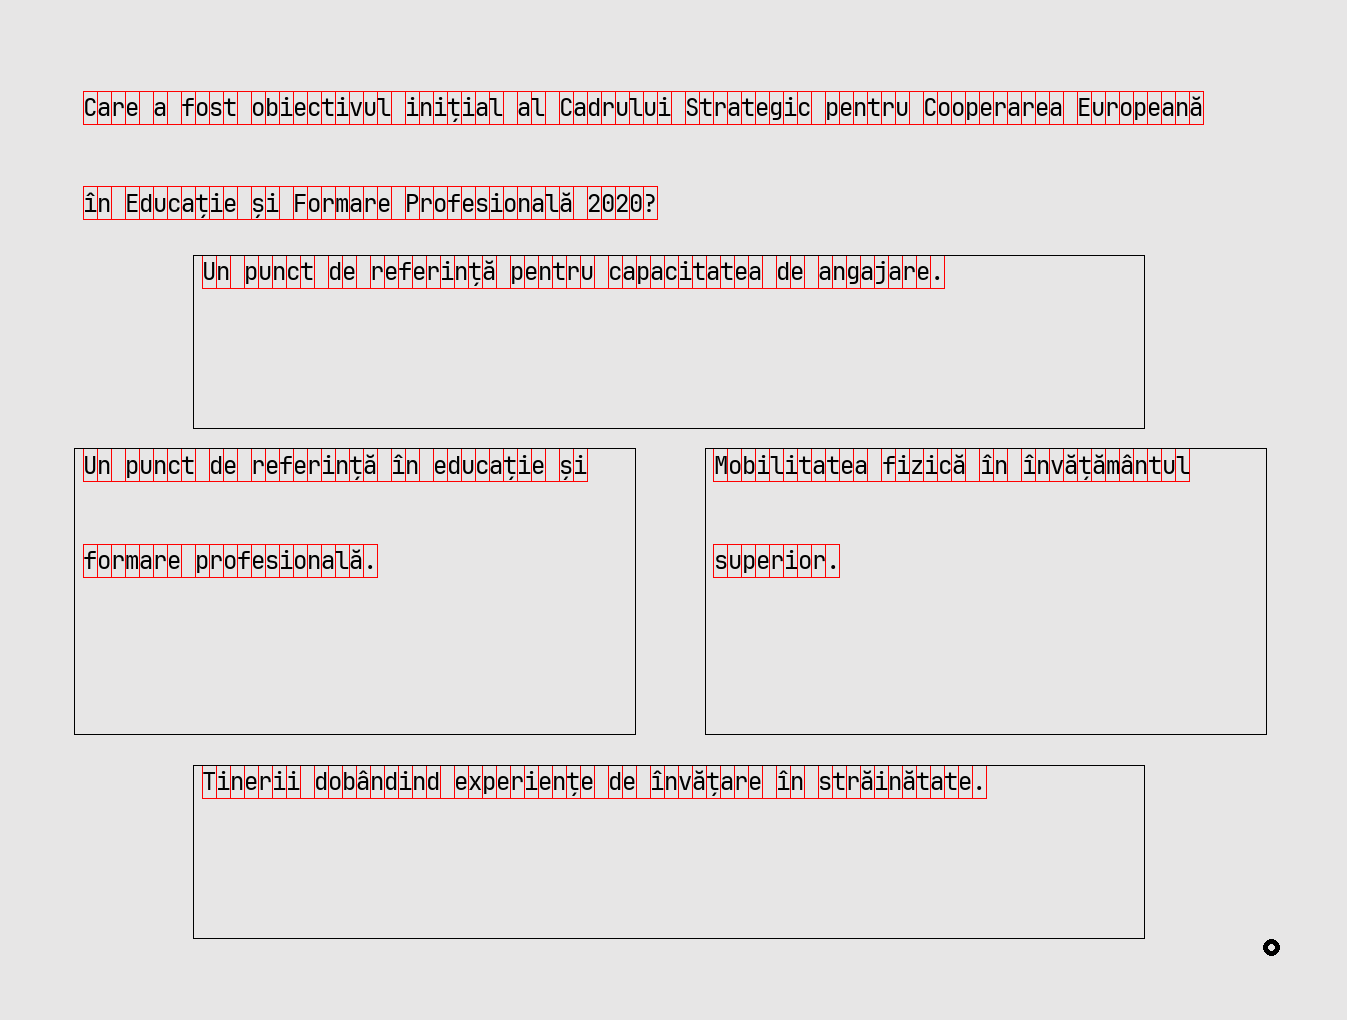 Care a fost obiectivul inițial al Cadrului Strategic pentru Cooperarea Europeană
în Educație și Formare Profesională 2020?
Un punct de referință pentru capacitatea de angajare.
Un punct de referință în educație și
formare profesională.
Mobilitatea fizică în învățământul
superior.
Tinerii dobândind experiențe de învățare în străinătate.